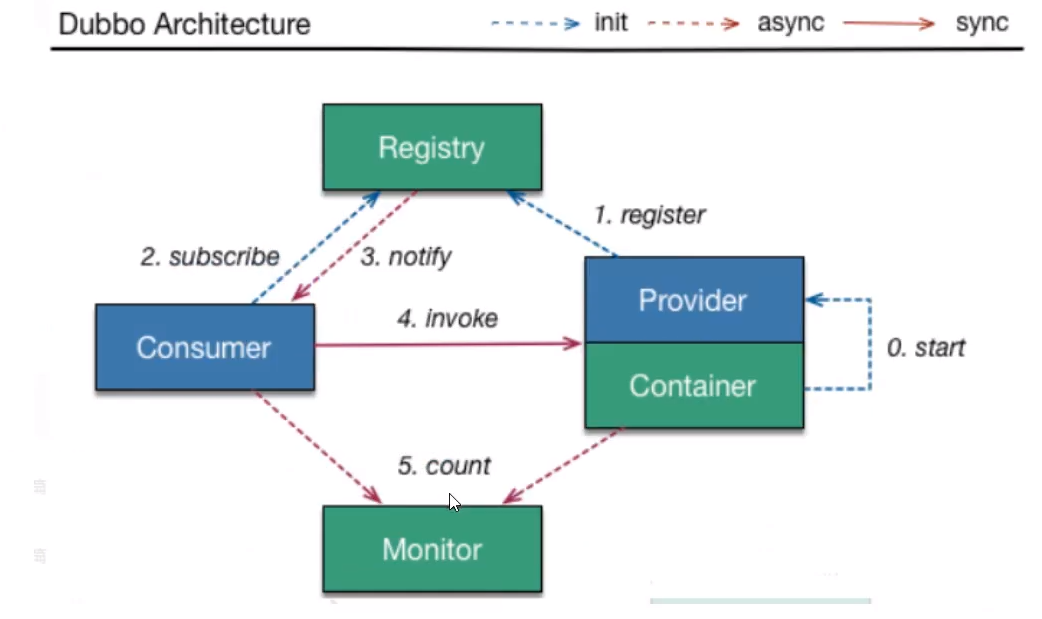 Dubbo Architecture
init
async
sync
Registry
1. register
2. subscribe
3. notify
Provider
4. invoke
Consumer
0. start
Container
5. count
Monitor